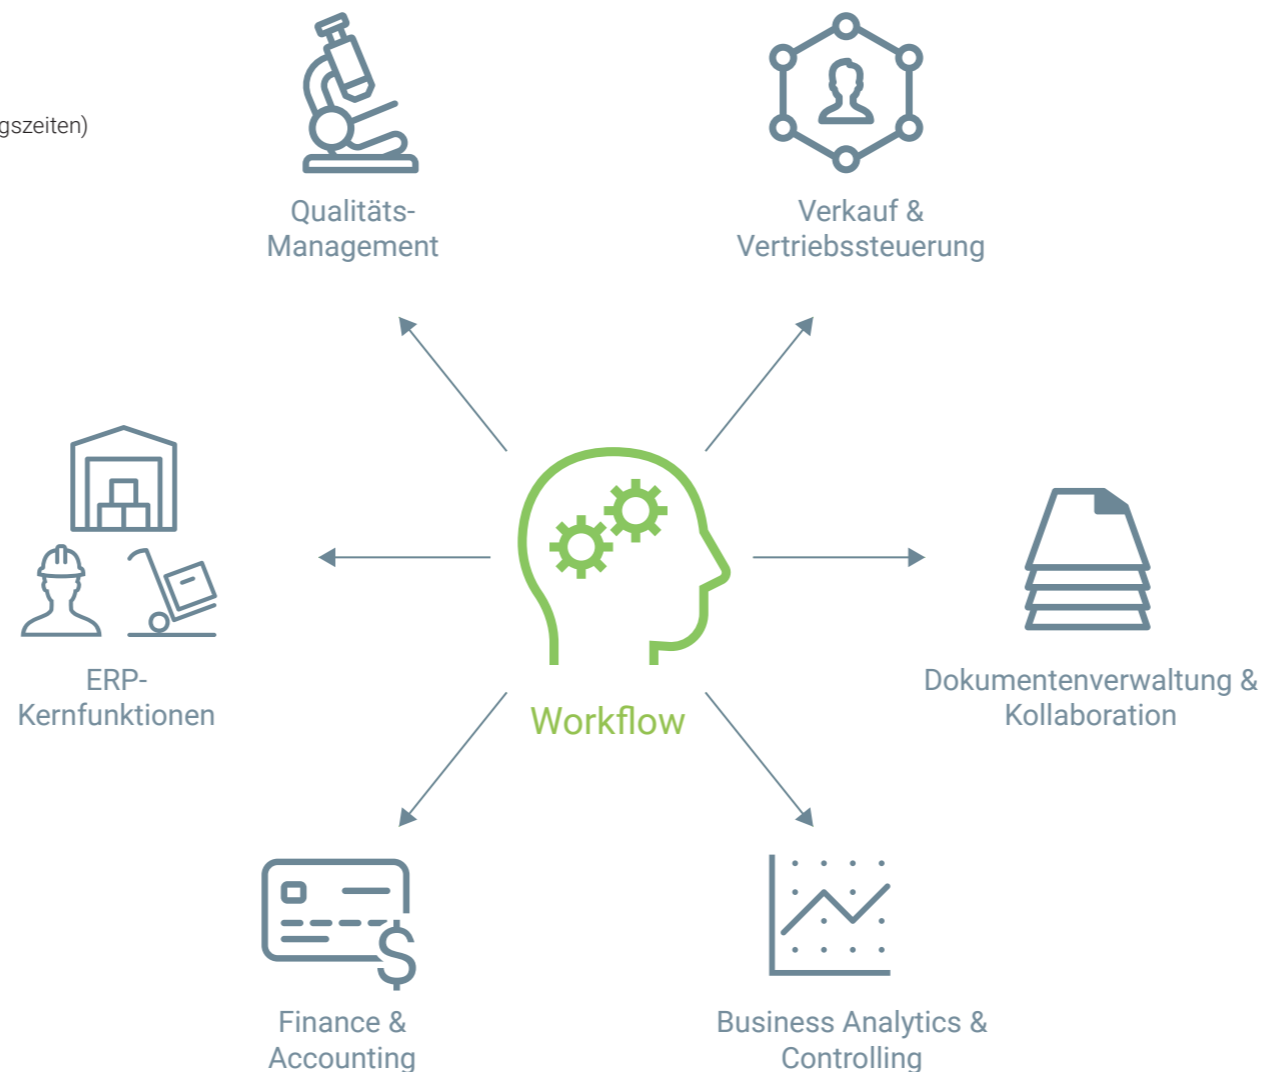 gszeiten)
Qualitäts-
Management
Verkauf &
Vertriebssteuerung
ERP-
Kernfunktionen
Workflow
Dokumentenverwaltung &
Kollaboration
Finance &
Accounting
Business Analytics &
Controlling